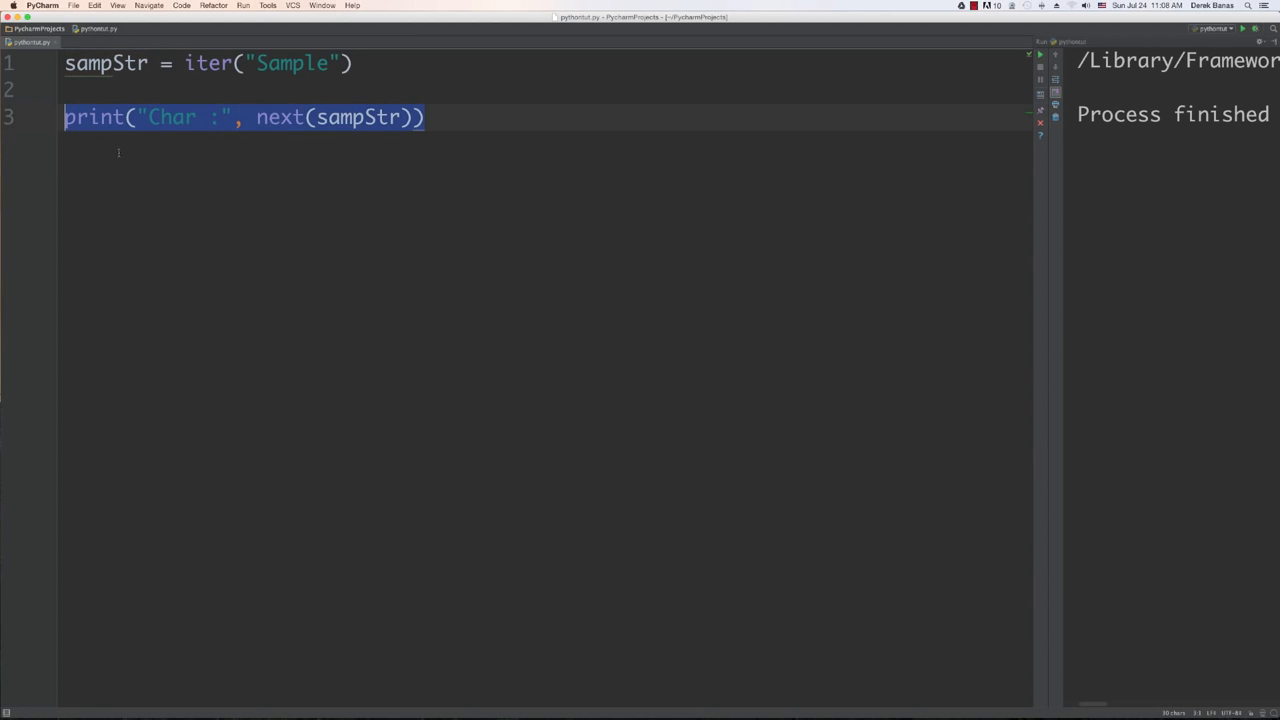 PyCharm File Edit View Navigate Code Refactor Run Tools VCS Window Help
10 Sun Jul 24 11:08 AM Derek Banas
pythontut.py - PycharmProjects - [~/PycharmProjects]
PycharmProjects pythontut.py
pythontut
pythontut.py
Run pythontut
1 sampStr = iter("Sample")
2
3 print("Char :", next(sampStr))
/Library/Framewor
Process finished
30 chars 3:1 LF÷ UTF-8÷